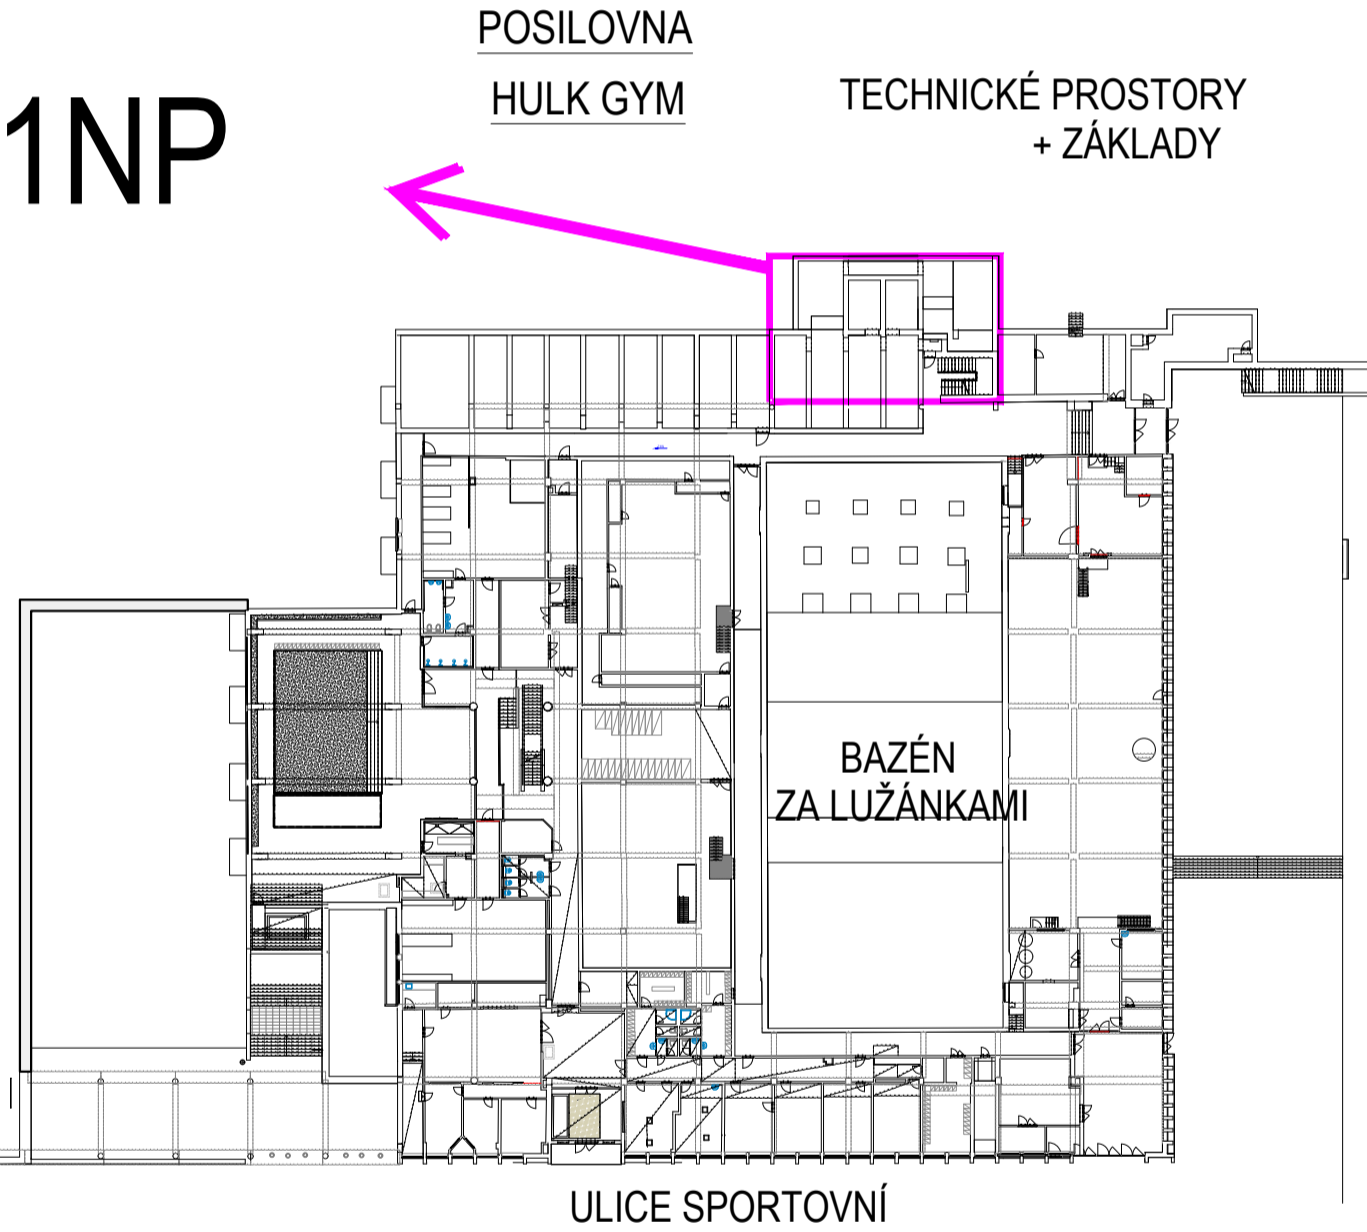 POSILOVNA
HULK GYM
1NP
TECHNICKÉ PROSTORY
+ ZÁKLADY
BAZÉN
ZA LUŽÁNKAMI
ULICE SPORTOVNÍ